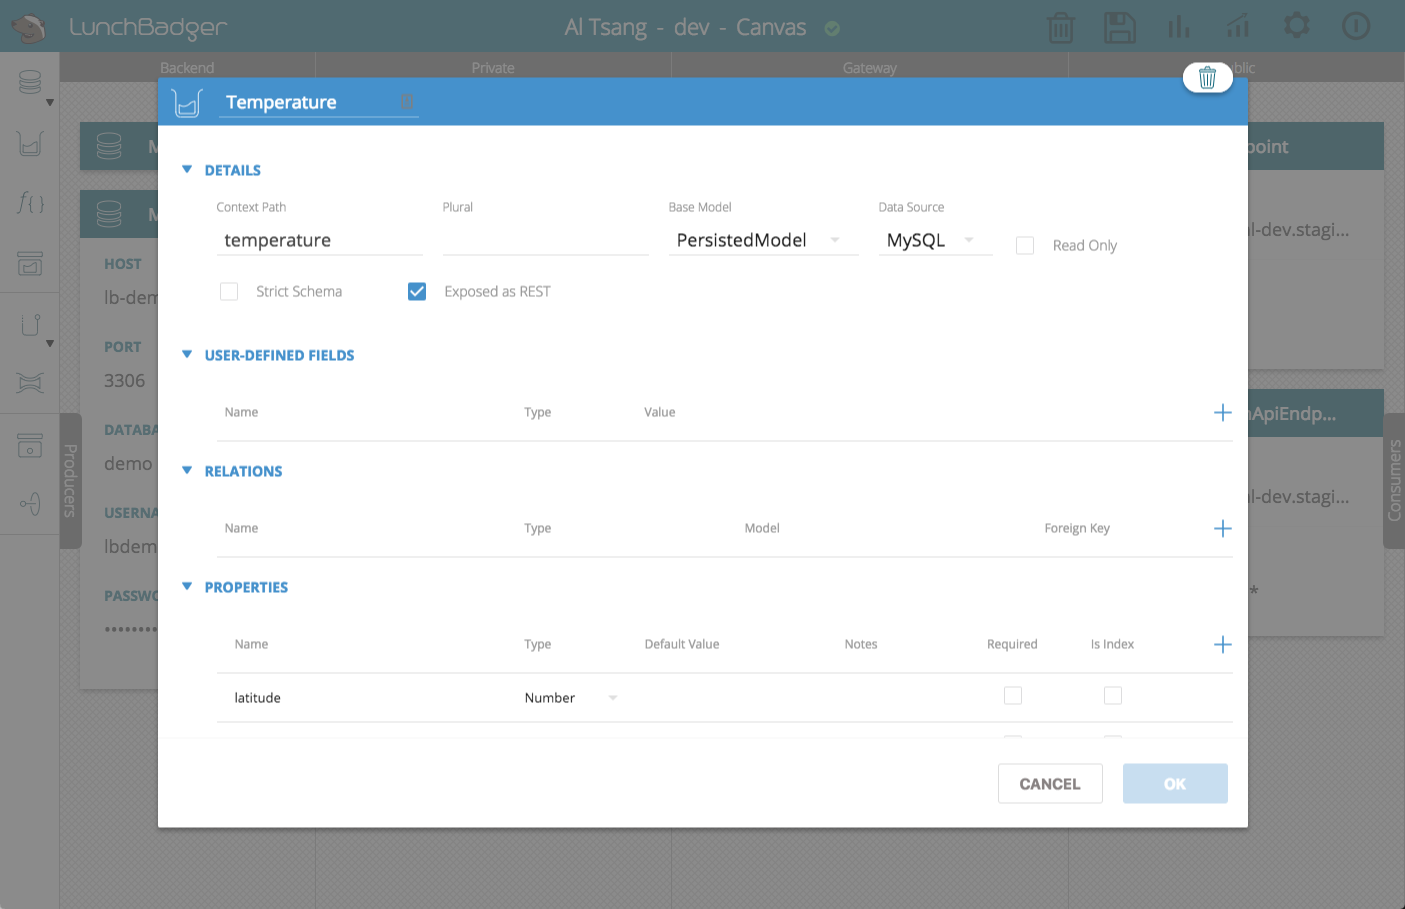 LunchBadger
Al Tsang - dev - Canvas
Backend Private Gateway
Temperature
DETAILS
Context Path Plural Base Model Data Source
temperature PersistedModel MySQL Read Only
Strict Schema Exposed as REST
USER-DEFINED FIELDS
Name Type Value
RELATIONS
Name Type Model Foreign Key
PROPERTIES
Name Type Default Value Notes Required Is Index
latitude Number
CANCEL OK
M
M
HOST
lb-dem
PORT
3306
DATABA
demo
USERNA
lbdem
PASSWO
••••••••
Producers
blic
point
al-dev.stagi...
nApiEndp...
al-dev.stagi...
*
Consumers